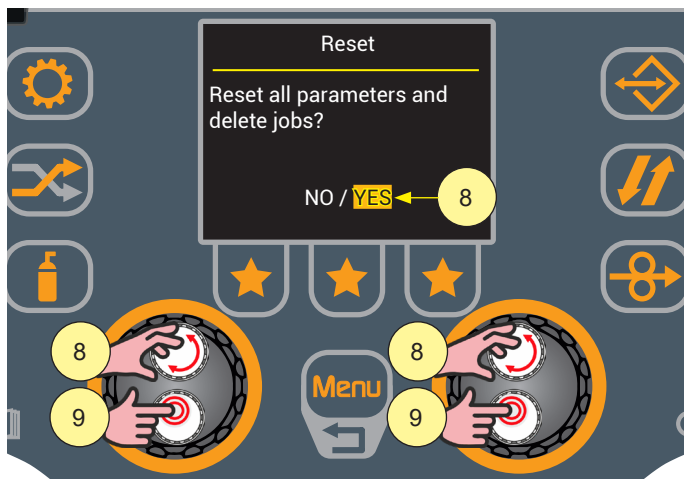 Reset
Reset all parameters and
delete jobs?
NO / YES
8
8
9
Menu
8
9